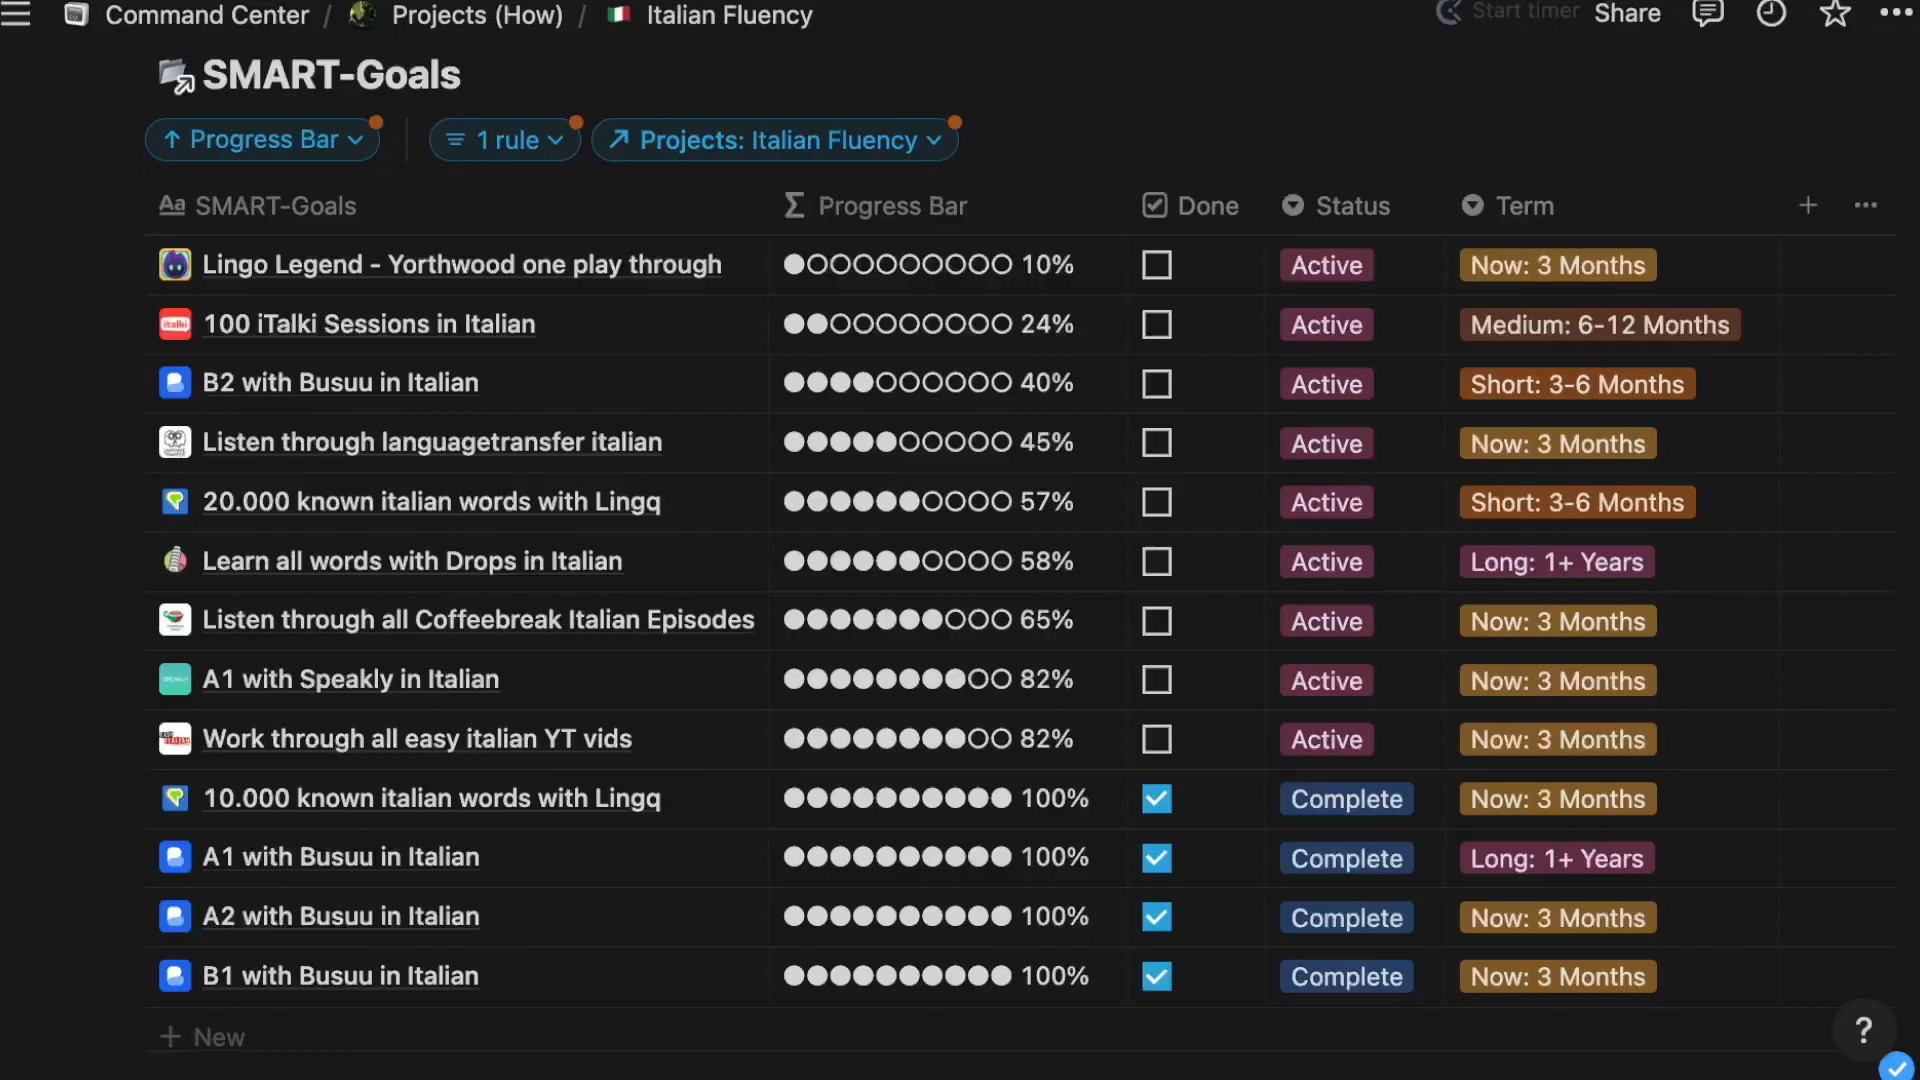 Command Center / Projects (How) / Italian Fluency
Start timer Share
SMART-Goals
Progress Bar 1 rule Projects: Italian Fluency
Aa SMART-Goals Σ Progress Bar Done Status Term
Lingo Legend - Yorthwood one play through 10% Active Now: 3 Months
italki 100 iTalki Sessions in Italian 24% Active Medium: 6-12 Months
B2 with Busuu in Italian 40% Active Short: 3-6 Months
Listen through languagetransfer italian 45% Active Now: 3 Months
20.000 known italian words with Lingq 57% Active Short: 3-6 Months
Learn all words with Drops in Italian 58% Active Long: 1+ Years
Listen through all Coffeebreak Italian Episodes 65% Active Now: 3 Months
SPEAKLY A1 with Speakly in Italian 82% Active Now: 3 Months
Work through all easy italian YT vids 82% Active Now: 3 Months
10.000 known italian words with Lingq 100% Complete Now: 3 Months
A1 with Busuu in Italian 100% Complete Long: 1+ Years
A2 with Busuu in Italian 100% Complete Now: 3 Months
B1 with Busuu in Italian 100% Complete Now: 3 Months
+ New
?